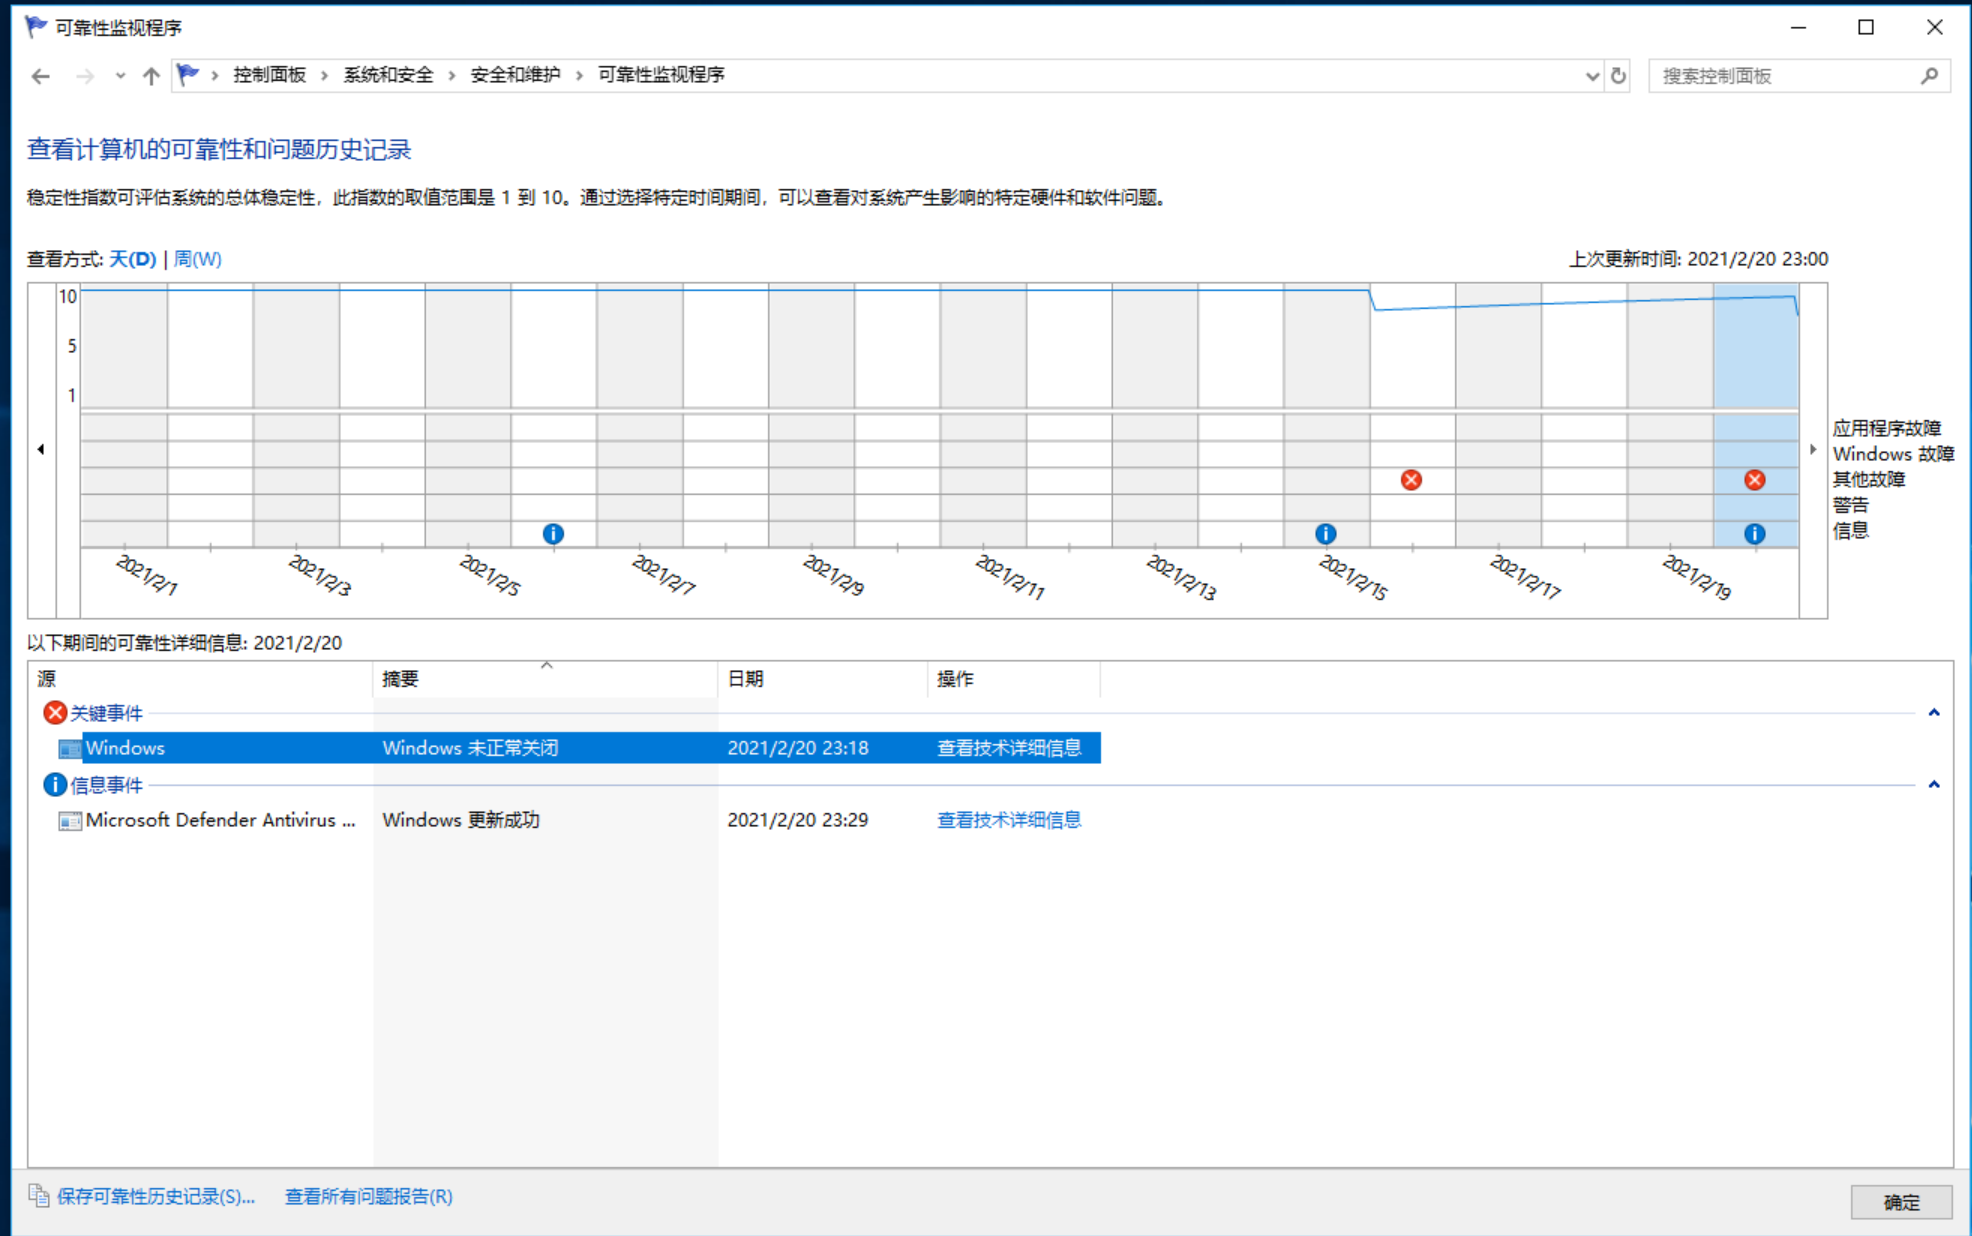 可靠性监视程序
控制面板 › 系统和安全 › 安全和维护 › 可靠性监视程序
搜索控制面板
查看计算机的可靠性和问题历史记录
稳定性指数可评估系统的总体稳定性，此指数的取值范围是 1 到 10。通过选择特定时间期间，可以查看对系统产生影响的特定硬件和软件问题。
查看方式: 天(D) | 周(W)
上次更新时间: 2021/2/20 23:00
10
5
1
应用程序故障
Windows 故障
其他故障
警告
信息
2021/2/1 2021/2/3 2021/2/5 2021/2/7 2021/2/9 2021/2/11 2021/2/13 2021/2/15 2021/2/17 2021/2/19
以下期间的可靠性详细信息: 2021/2/20
源 摘要 日期 操作
关键事件
Windows Windows 未正常关闭 2021/2/20 23:18 查看技术详细信息
信息事件
Microsoft Defender Antivirus ... Windows 更新成功 2021/2/20 23:29 查看技术详细信息
保存可靠性历史记录(S)... 查看所有问题报告(R)
确定